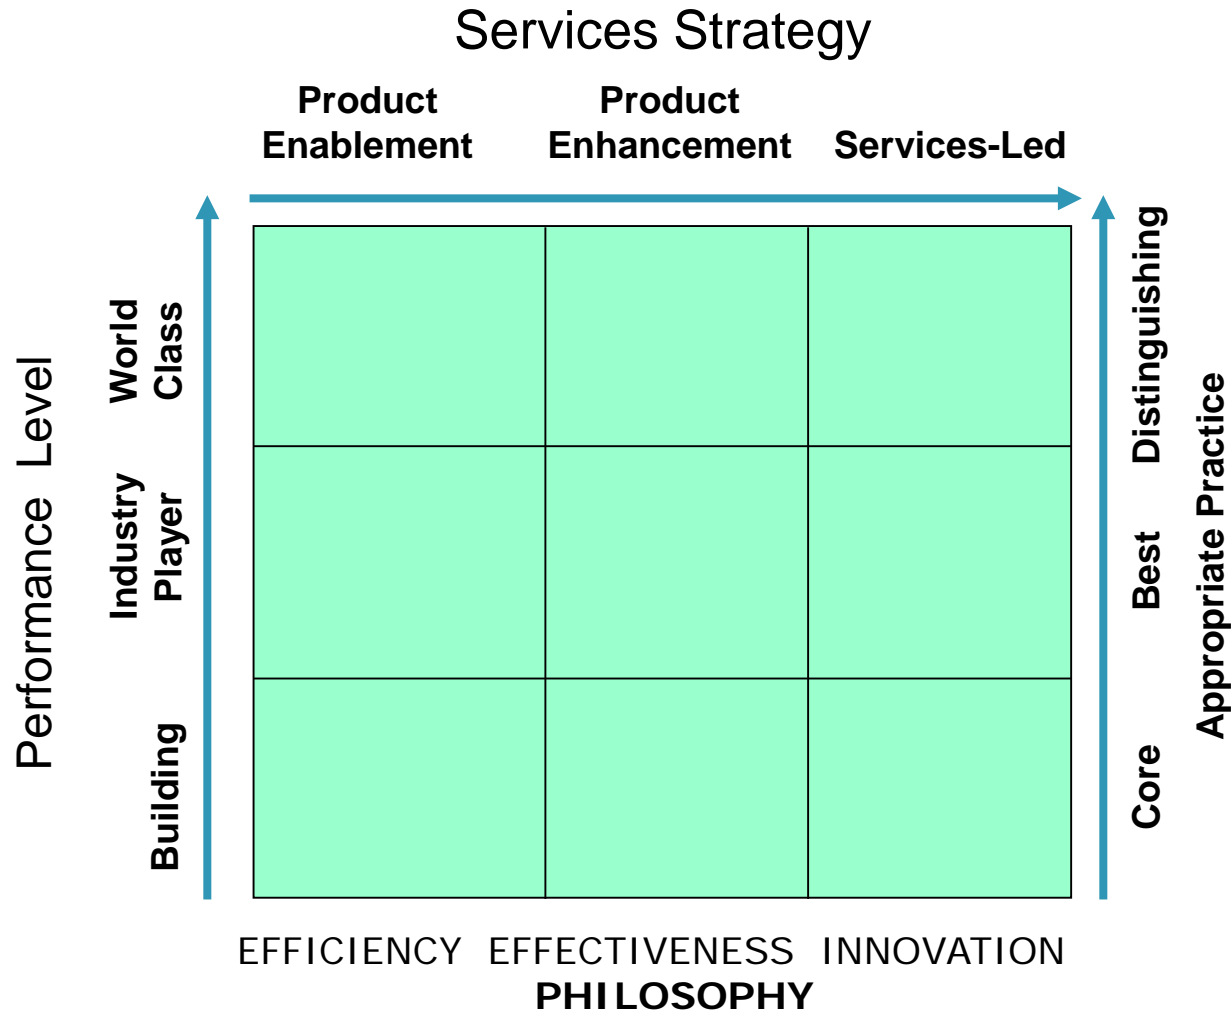 Services Strategy
Product
Enablement
Product
Enhancement
Services-Led
Performance Level
World
Class
Industry
Player
Building
Distinguishing
Best
Core
Appropriate Practice
EFFICIENCY EFFECTIVENESS INNOVATION
PHILOSOPHY